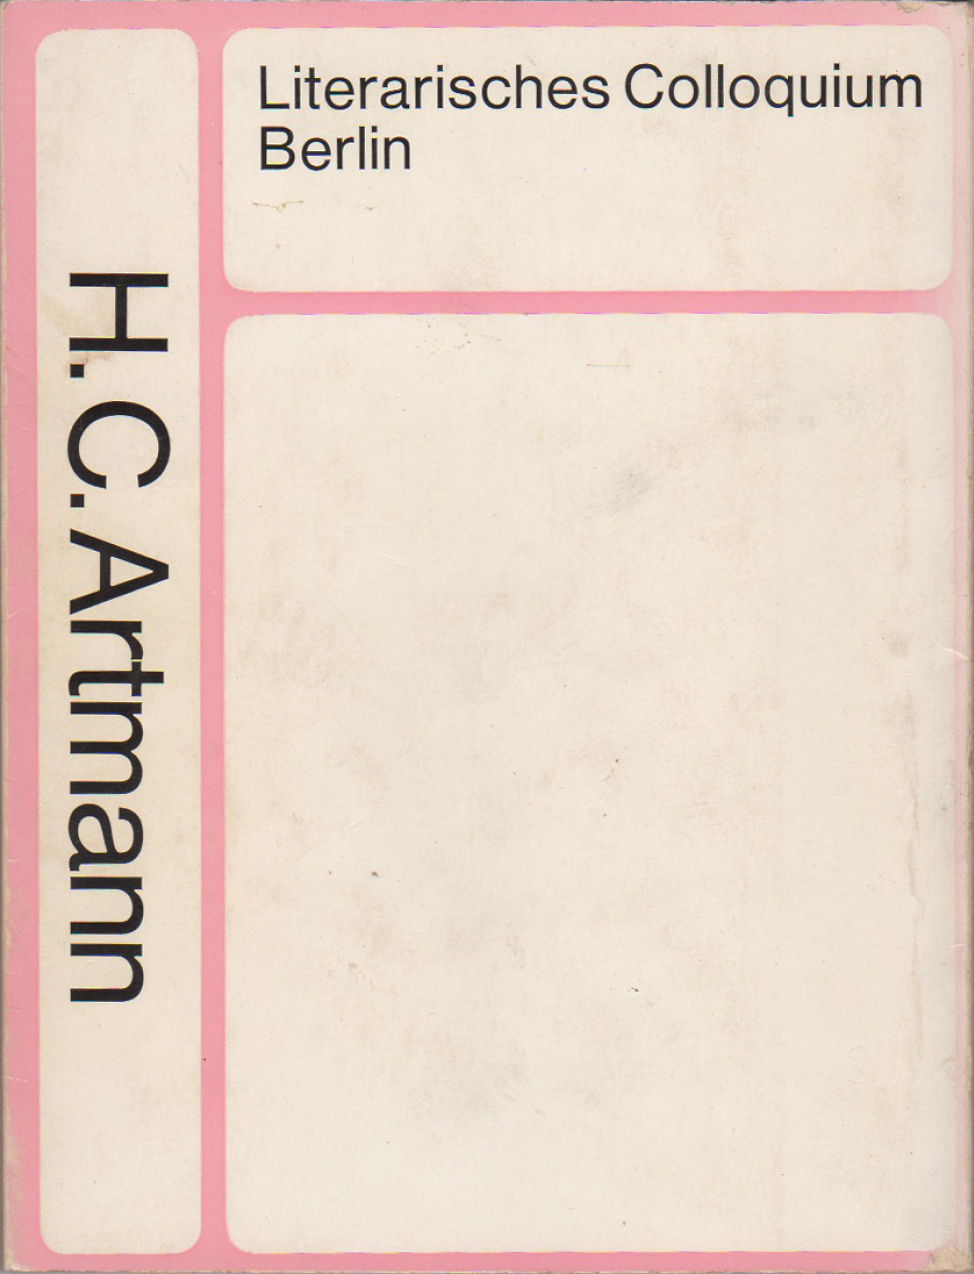 Literarisches Colloquium
Berlin
H. C. Artmann